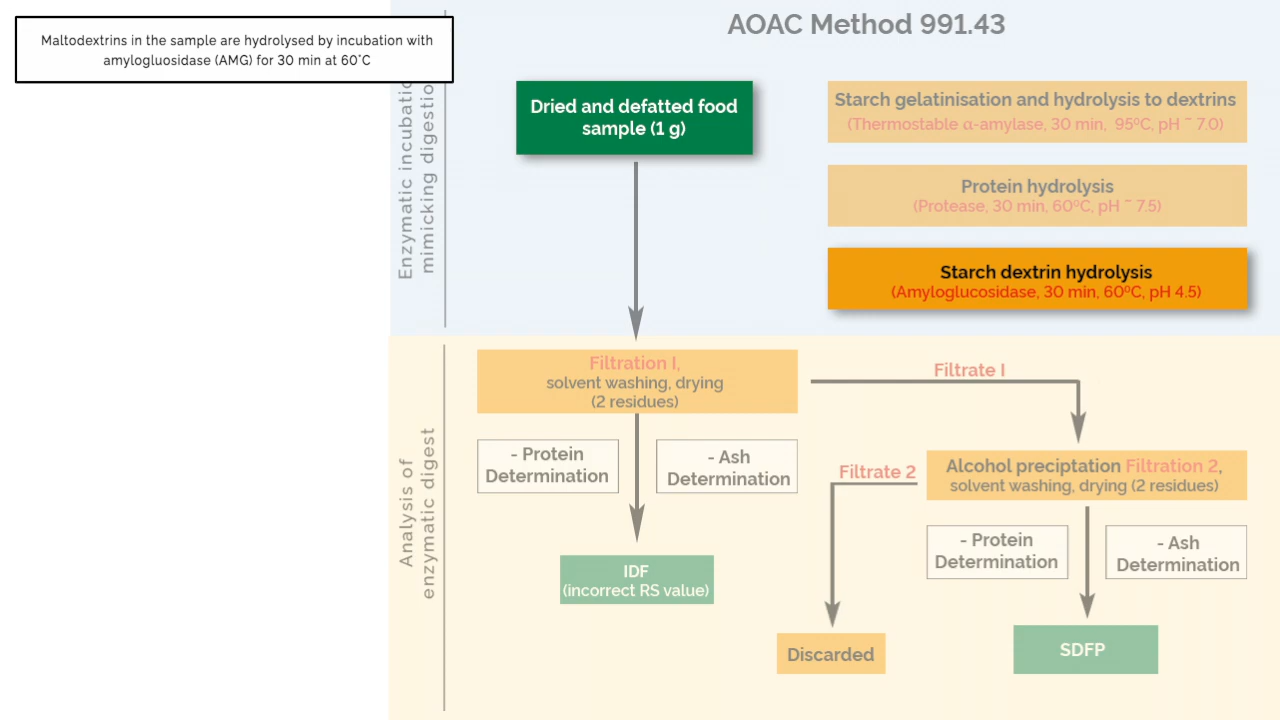 AOAC Method 991.43
Maltodextrins in the sample are hydrolysed by incubation with
amylogluosidase (AMG) for 30 min at 60°C
mimicking digestion
Dried and defatted food
sample (1 g)
Starch gelatinisation and hydrolysis to dextrins
(Thermostable α-amylase, 30 min, 95ºC, pH ~ 7.0)
Protein hydrolysis
(Protease, 30 min, 60ºC, pH ~ 7.5)
Starch dextrin hydrolysis
(Amyloglucosidase, 30 min, 60ºC, pH 4.5)
Enzymatic
Analysis of
enzymatic digest
Filtration I,
solvent washing, drying
(2 residues)
Filtrate I
- Protein
Determination
- Ash
Determination
IDF
(incorrect RS value)
Alcohol preciptation Filtration 2,
solvent washing, drying (2 residues)
Filtrate 2
- Protein
Determination
- Ash
Determination
Discarded
SDFP